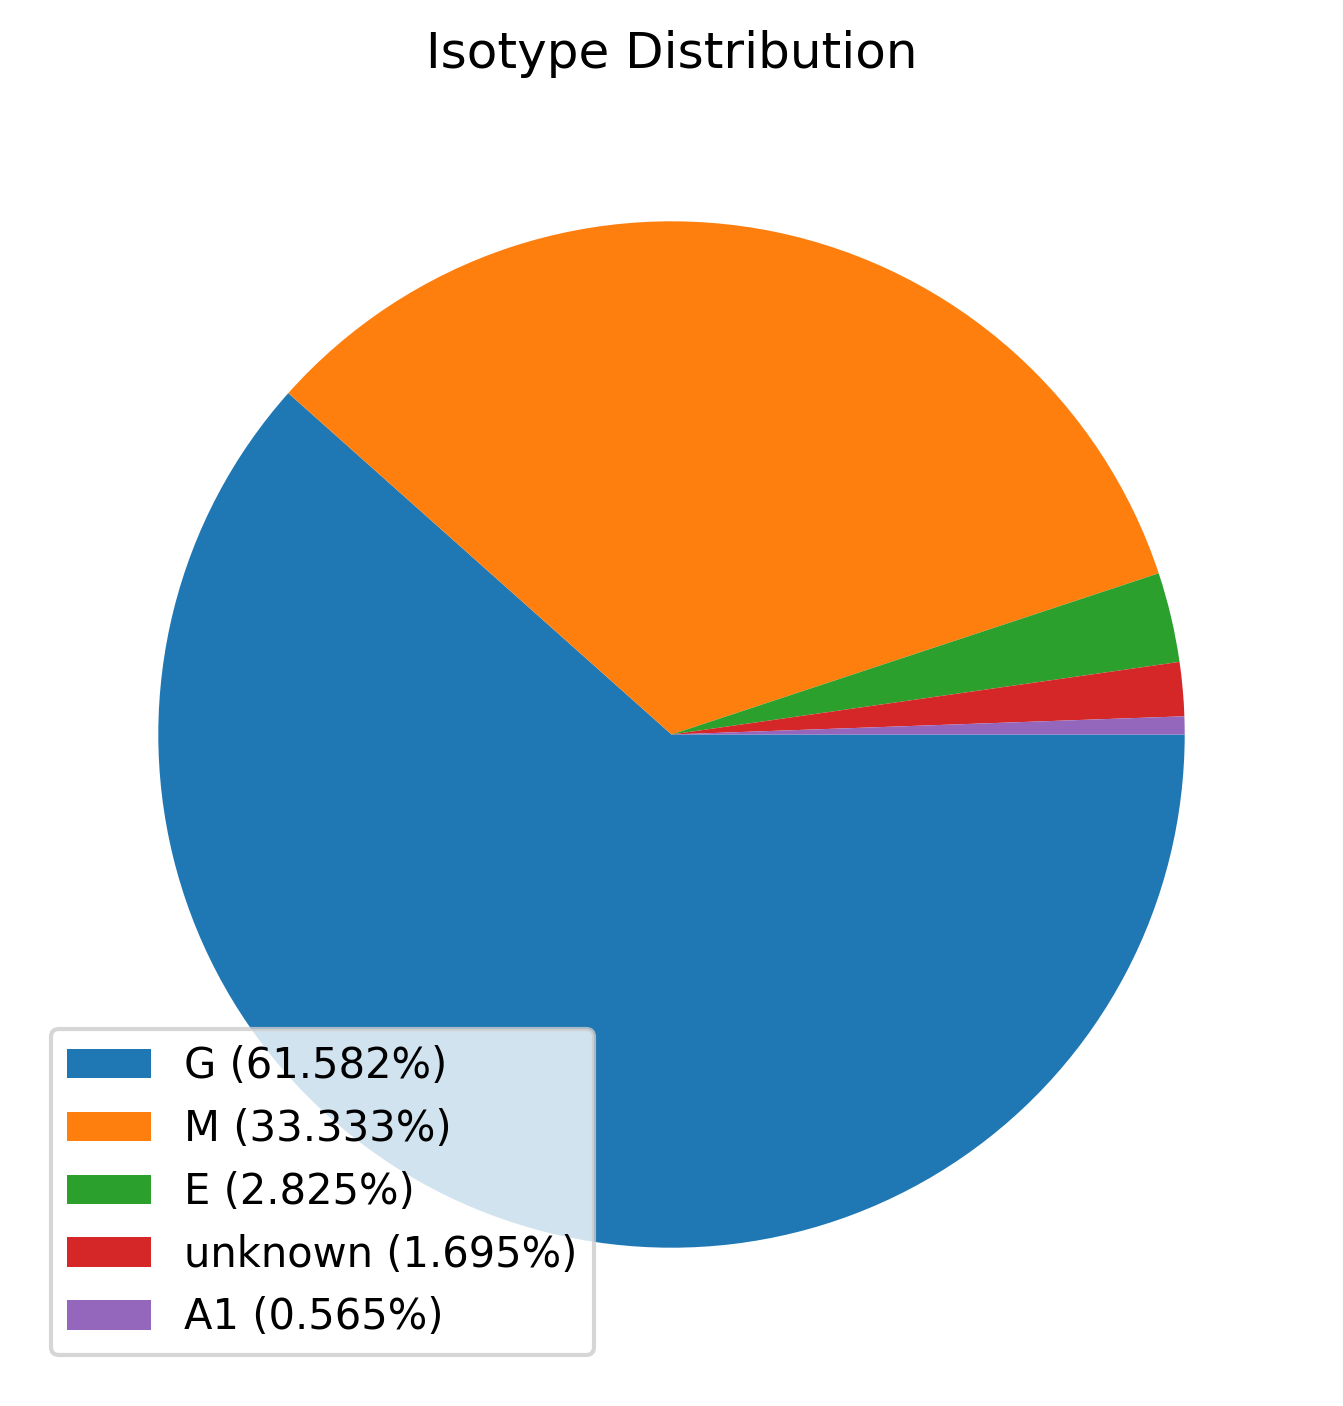 Isotype Distribution
G (61.582%)
M (33.333%)
E (2.825%)
unknown (1.695%)
A1 (0.565%)